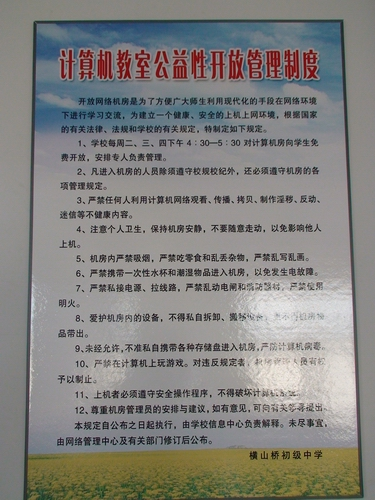 计算机教室公益性开放管理制度
开放网络机房是为了方便广大师生利用现代化的手段在网络环境
下进行学习交流，为建立一个健康、安全的上机上网环境，根据国家
的有关法律、法规和学校的有关规定，特制定如下规定。
1、学校每周二、三、四下午4：30—5：30对计算机房向学生免
费开放，安排专人负责管理。
2、凡进入机房的人员除须遵守校规校纪外，还必须遵守机房的各
项管理规定。
3、严禁任何人利用计算机网络观看、传播、拷贝、制作淫秽、反动、
迷信等不健康内容。
4、注意个人卫生，保持机房安静，不要随意走动，以免影响他人
上机。
5、机房内严禁吸烟，严禁吃零食和乱丢杂物，严禁乱写乱画。
6、严禁携带一次性水杯和潮湿物品进入机房，以免发生电故障。
7、严禁私接电源、拉线路，严禁乱动电闸和消防器材，严禁使用
明火。
8、爱护机房内的设备，不得私自拆卸、搬移设备，物品
带出。
9、未经允许，不准私自携带各种存储盘进入机房，严防计算机病毒。
10、严禁在计算机上玩游戏。对违反规定者，管理人员有权
予以制止。
11、上机者必须遵守安全操作程序，不得破坏计算机系统。
12、尊重机房管理员的安排与建议，如有意见，可向有关部门提出。
本规定自公布之日起执行，由学校信息中心负责解释。未尽事宜，
由网络管理中心及有关部门修订后公布。
横山桥初级中学